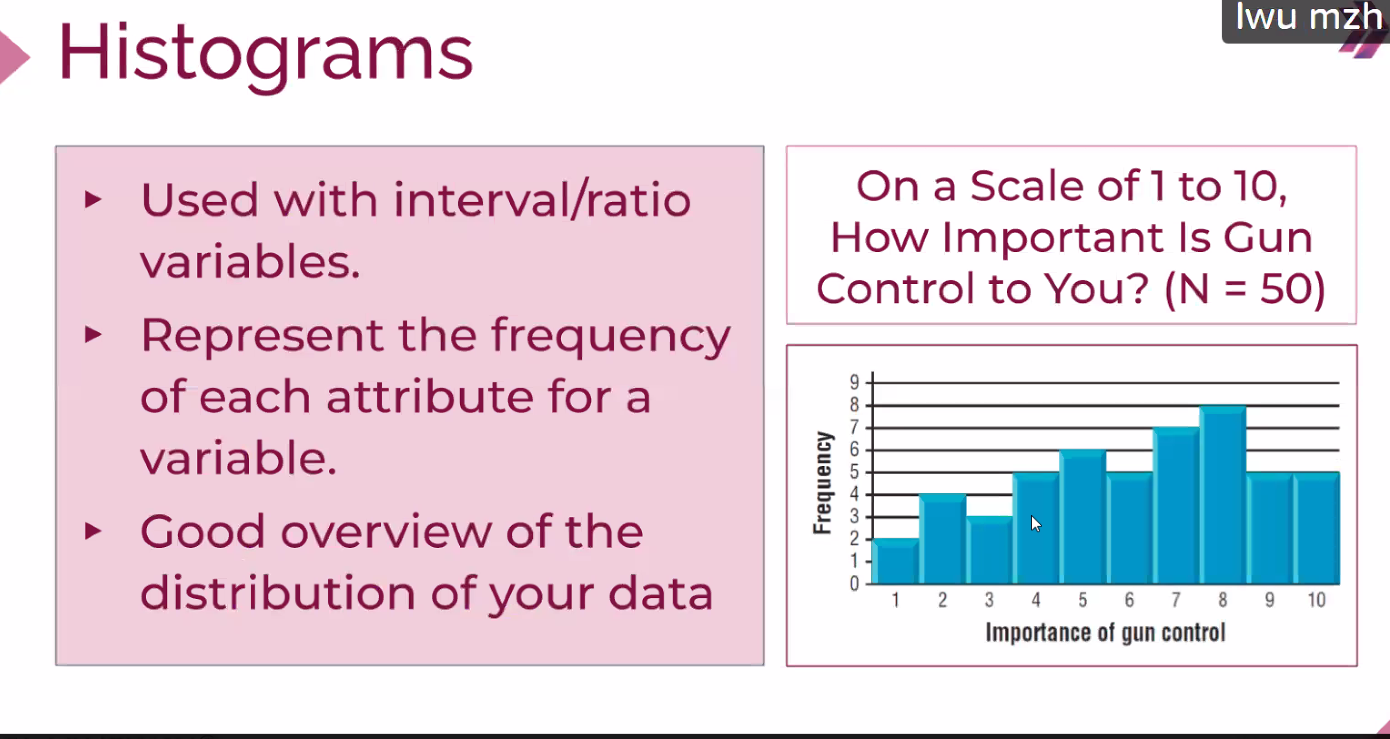 lwu mzh
Histograms
▸ Used with interval/ratio
variables.
▸ Represent the frequency
of each attribute for a
variable.
▸ Good overview of the
distribution of your data
On a Scale of 1 to 10,
How Important Is Gun
Control to You? (N = 50)
Frequency
9
8
7
6
5
4
3
2
1
0
1 2 3 4 5 6 7 8 9 10
Importance of gun control